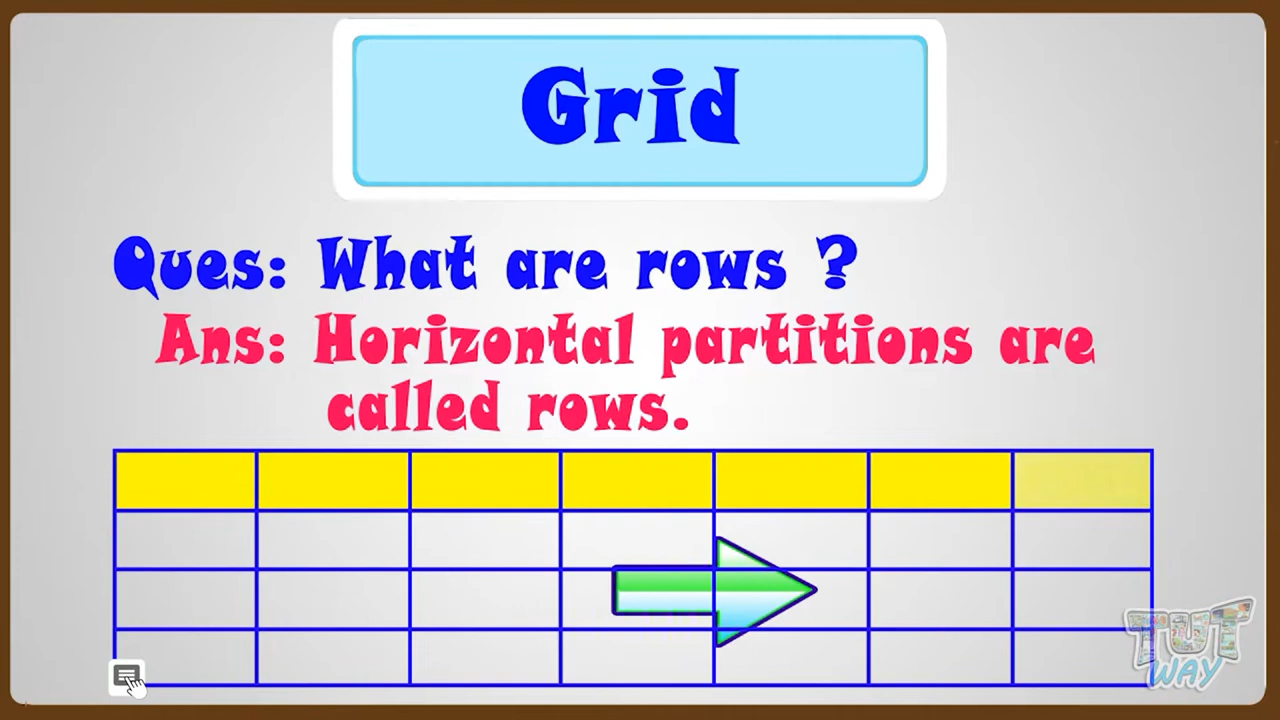 Grid
Ques: What are rows ?
Ans: Horizontal partitions are
called rows.
TUT
WAY